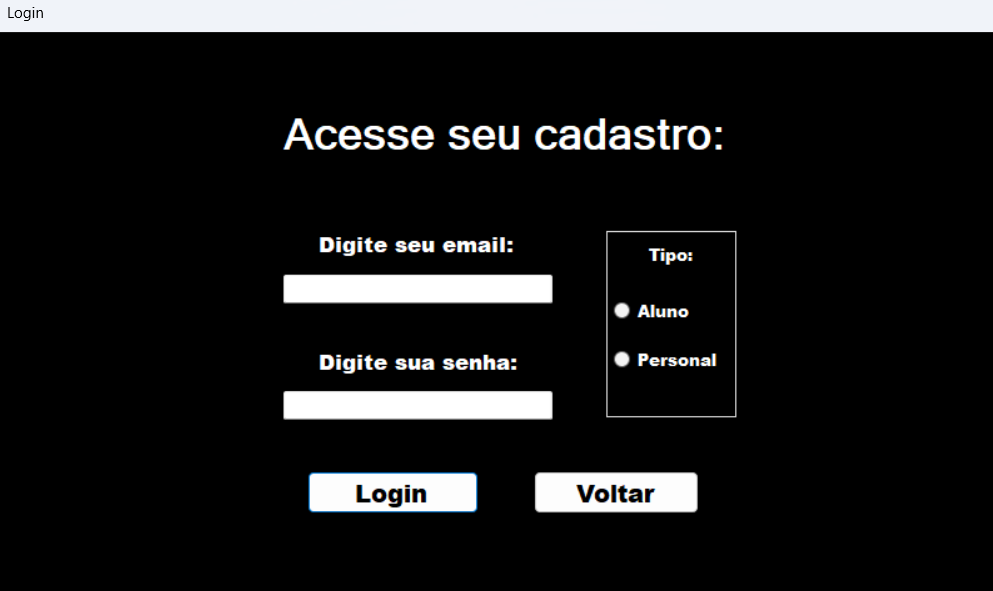 Login
Acesse seu cadastro:
Digite seu email:
Digite sua senha:
Tipo:
Aluno
Personal
Login
Voltar